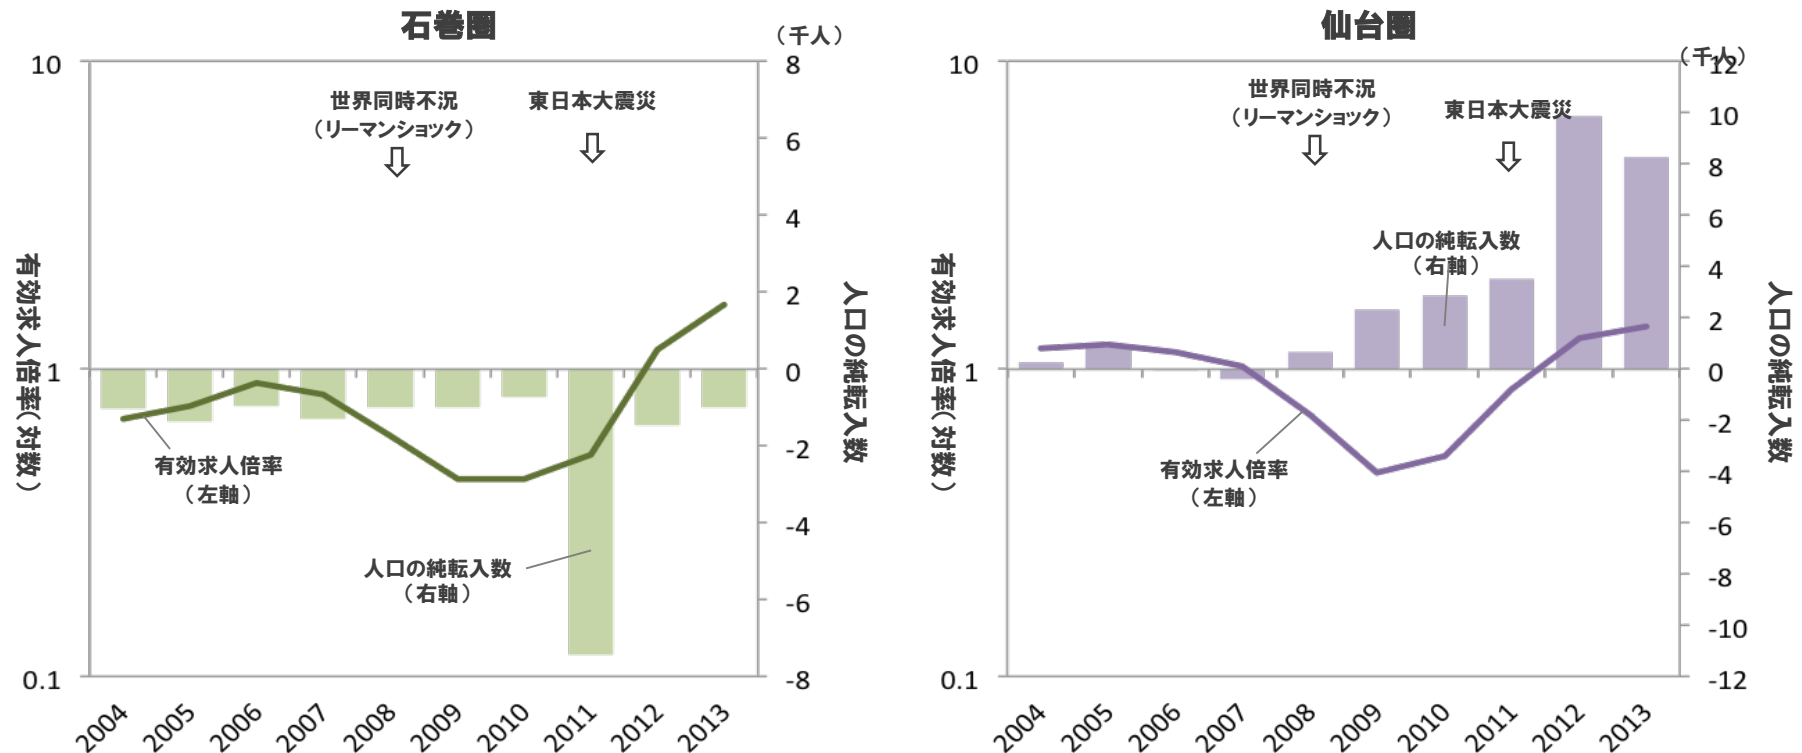 石巻圏
（千人）
10
1
0.1
有効求人倍率（対数）
世界同時不況
（リーマンショック）
東日本大震災
有効求人倍率
（左軸）
人口の純転入数
（右軸）
8
6
4
2
0
-2
-4
-6
-8
人口の純転入数
2004
2005
2006
2007
2008
2009
2010
2011
2012
2013
仙台圏
（千人）
10
1
0.1
有効求人倍率（対数）
世界同時不況
（リーマンショック）
東日本大震災
人口の純転入数
（右軸）
有効求人倍率
（左軸）
12
10
8
6
4
2
0
-2
-4
-6
-8
-10
-12
人口の純転入数
2004
2005
2006
2007
2008
2009
2010
2011
2012
2013